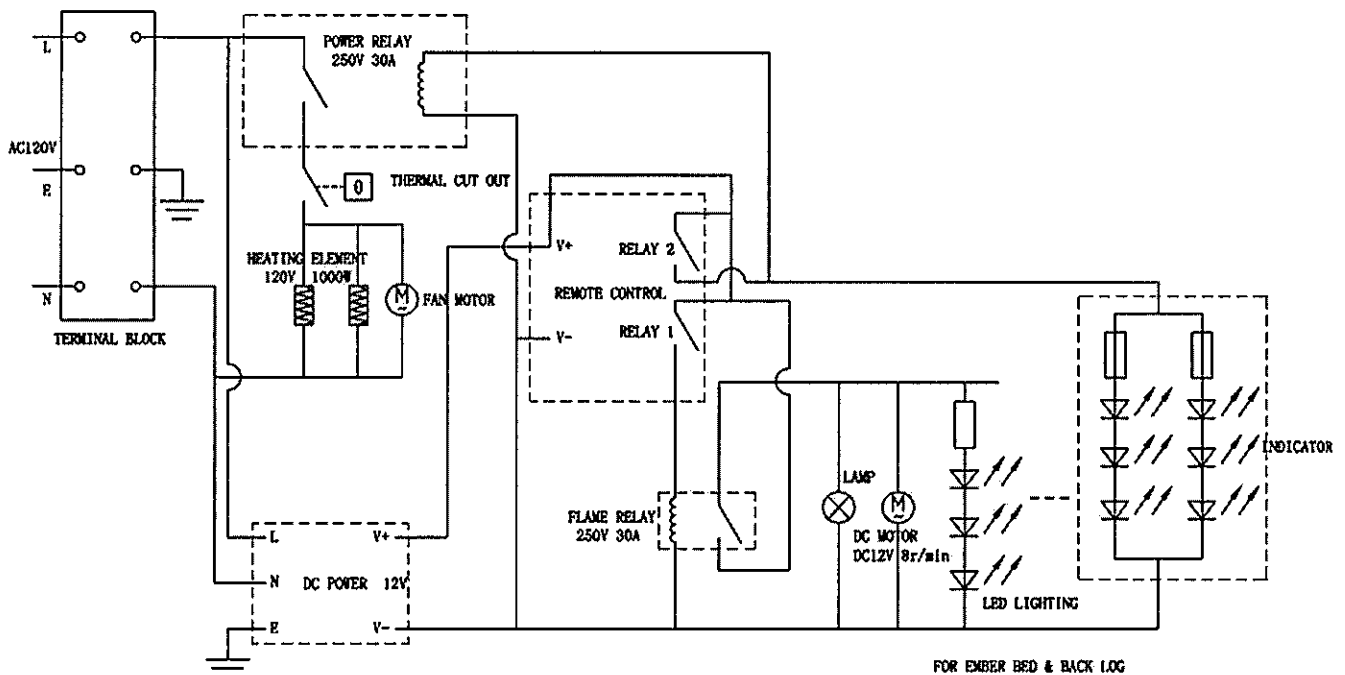 L
AC120V
E
N
TERMINAL BLOCK
POWER RELAY
250V 30A
0
THERMAL CUT OUT
HEATING ELEMENT
120V 1000W
M
FAN MOTOR
V+
RELAY 2
REMOTE CONTROL
V-
RELAY 1
FLAME RELAY
250V 30A
LAMP
M
DC MOTOR
DC12V 8r/min
LED LIGHTING
INDICATOR
L
V+
N
DC POWER 12V
E
V-
FOR EMBER BED & BACK LOG